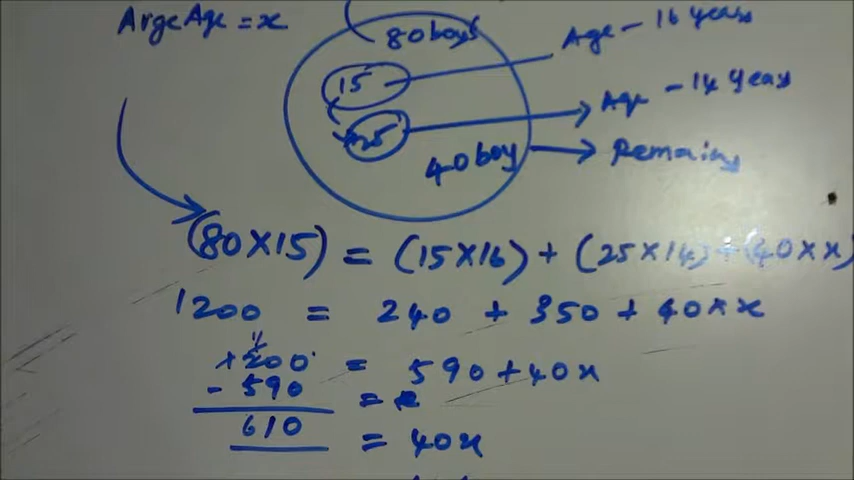 80 boys
Age - 16 years
Age = x
15
Age - 14 years
25
40 boy
Remaining
(80×15) = (15×16) + (25×14) + (40×x)
1200 = 240 + 350 + 40×x
1200 = 590 + 40x
- 590 =
610 = 40x